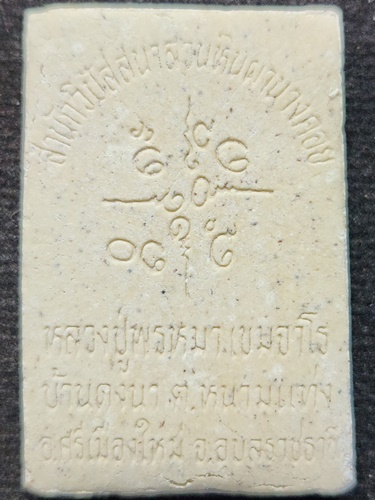 สำนักวิปัสสนาสวนหินผานางคอย
หลวงปู่พรหมา เขมจาโร
บ้านดงนา ต.หนามแท่ง
อ.ศรีเมืองใหม่ จ.อุบลราชธานี